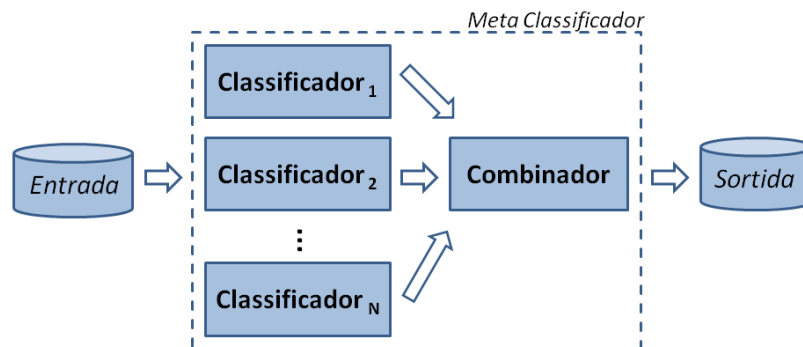 Meta Classificador
Classificador 1
Entrada
Classificador 2
Combinador
Sortida
...
Classificador N